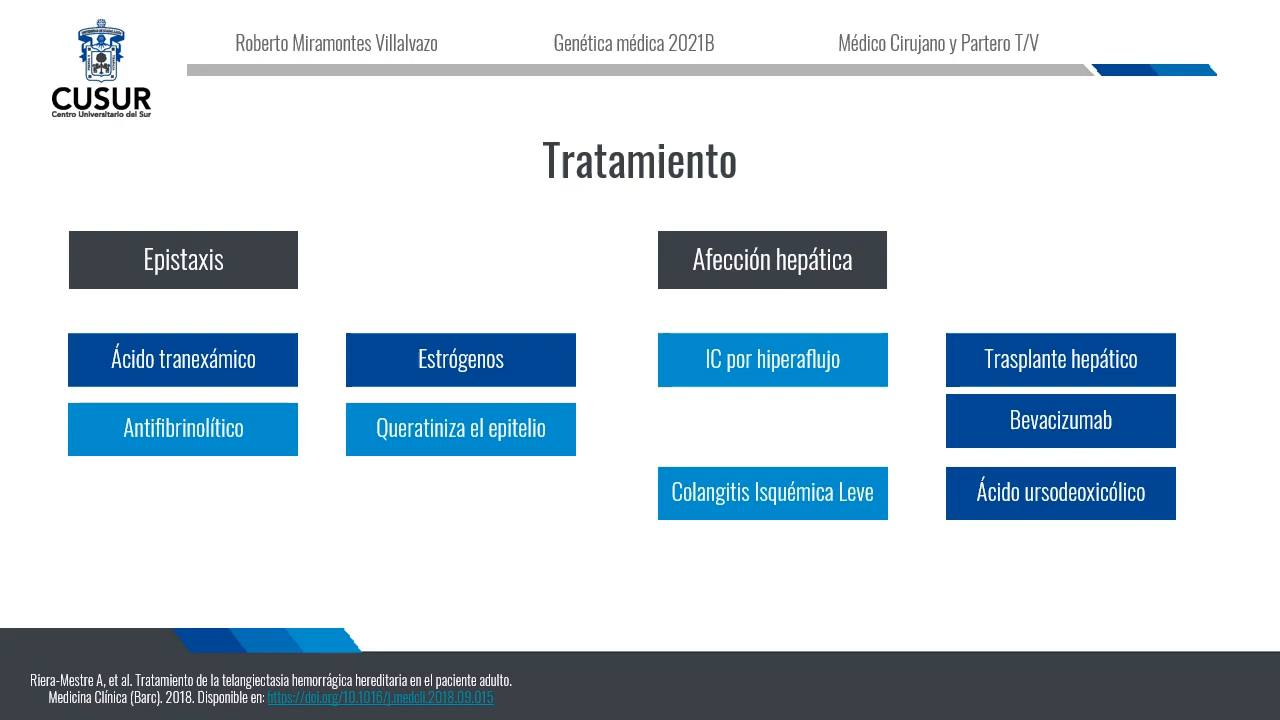 Roberto Miramontes Villalvazo
Genética médica 2021B
Médico Cirujano y Partero T/V
CUSUR
Centro Universitario del Sur
Tratamiento
Epistaxis
Ácido tranexámico
Estrógenos
Antifibrinolítico
Queratiniza el epitelio
Afección hepática
IC por hiperaflujo
Trasplante hepático
Bevacizumab
Colangitis Isquémica Leve
Ácido ursodeoxicólico
Riera-Mestre A, et al. Tratamiento de la telangiectasia hemorrágica hereditaria en el paciente adulto.
Medicina Clínica (Barc). 2018. Disponible en: https://doi.org/10.1016/j.medcli.2018.09.015